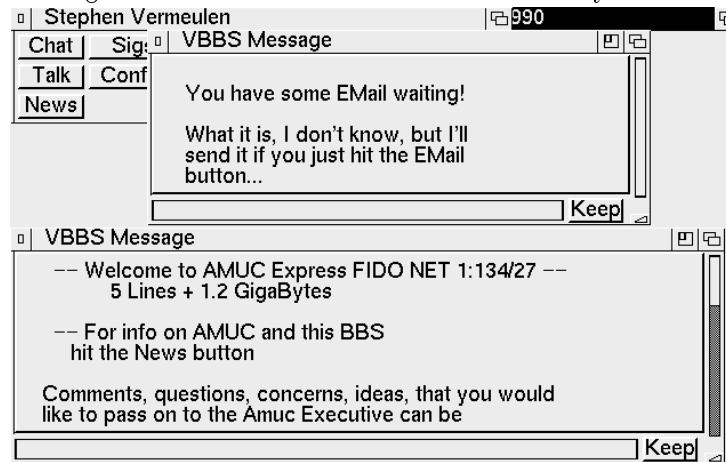 Stephen Vermeulen 990
Chat
VBBS Message
Talk Conf
News
You have some EMail waiting!
What it is, I don't know, but I'll
send it if you just hit the EMail
button...
Keep
VBBS Message
-- Welcome to AMUC Express FIDO NET 1:134/27 --
5 Lines + 1.2 GigaBytes
-- For info on AMUC and this BBS
hit the News button
Comments, questions, concerns, ideas, that you would
like to pass on to the Amuc Executive can be
Keep